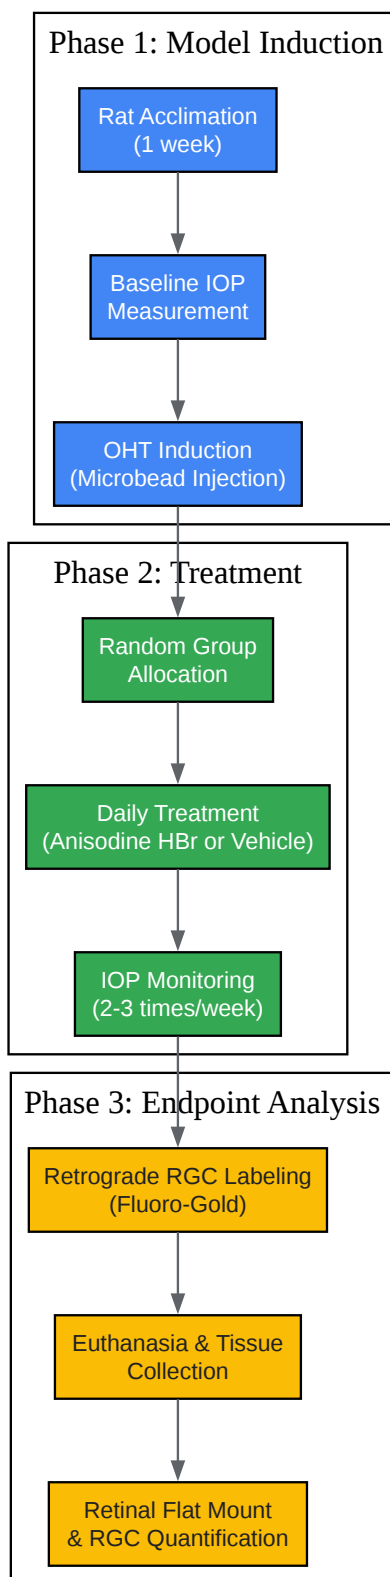 Phase 1: Model Induction
Rat Acclimation
(1 week)
Baseline IOP
Measurement
OHT Induction
(Microbead Injection)
Phase 2: Treatment
Random Group
Allocation
Daily Treatment
(Anisodine HBr or Vehicle)
IOP Monitoring
(2-3 times/week)
Phase 3: Endpoint Analysis
Retrograde RGC Labeling
(Fluoro-Gold)
Euthanasia & Tissue
Collection
Retinal Flat Mount
& RGC Quantification